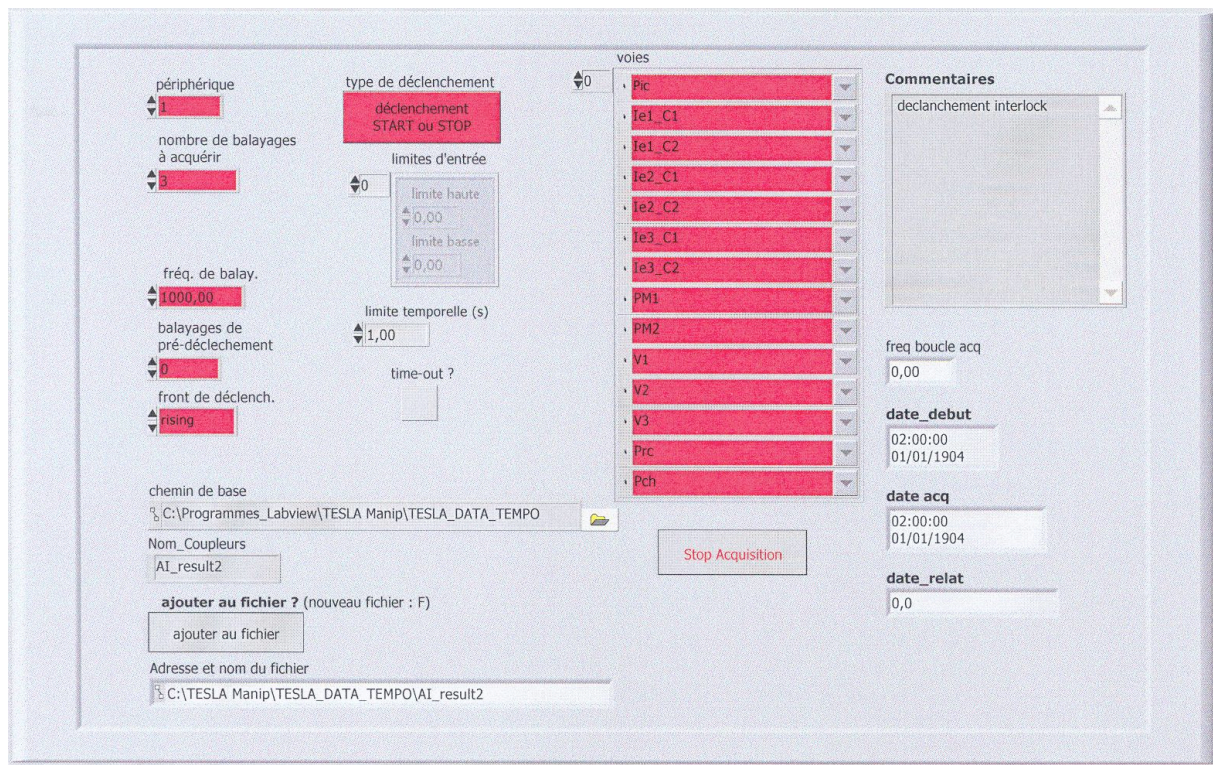 périphérique
1
nombre de balayages
à acquérir
3
fréq. de balay.
1000,00
balayages de
pré-déclechement
0
front de déclench.
rising
type de déclenchement
déclenchement
START ou STOP
limites d'entrée
0
limite haute
0,00
limite basse
0,00
limite temporelle (s)
1,00
time-out ?
voies
0
Pic
Ie1_C1
Ie1_C2
Ie2_C1
Ie2_C2
Ie3_C1
Ie3_C2
PM1
PM2
V1
V2
V3
Prc
Pch
Commentaires
declanchement interlock
freq boucle acq
0,00
date_debut
02:00:00
01/01/1904
date acq
02:00:00
01/01/1904
date_relat
0,0
chemin de base
C:\Programmes_Labview\TESLA Manip\TESLA_DATA_TEMPO
Nom_Coupleurs
AI_result2
ajouter au fichier ? (nouveau fichier : F)
ajouter au fichier
Stop Acquisition
Adresse et nom du fichier
C:\TESLA Manip\TESLA_DATA_TEMPO\AI_result2